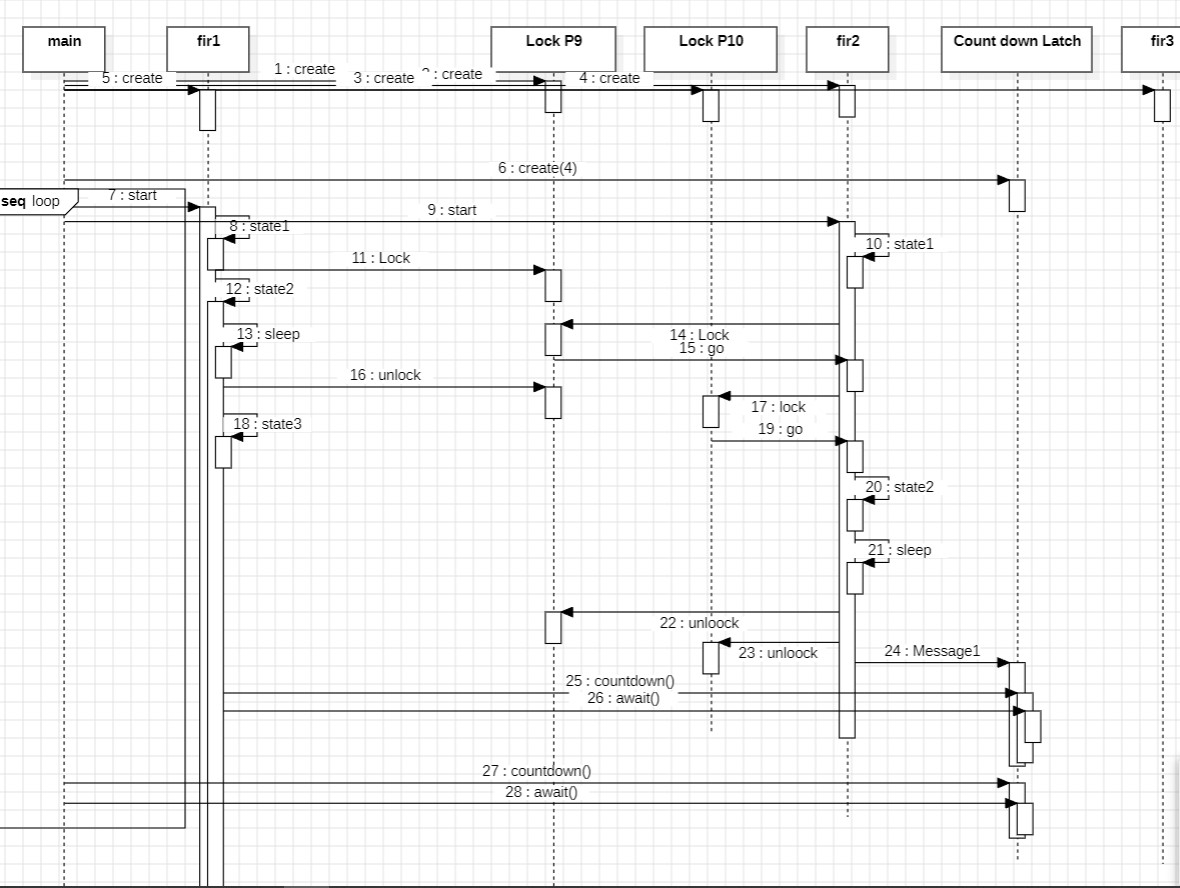 main
fir1
Lock P9
Lock P10
fir2
Count down Latch
fir3
1 : create
: create
5 : create
3 : create
4 : create
6 : create(4)
seq loop
7 : start
9 : start
8 : state1
10 : state1
11 : Lock
12 : state2
13 : sleep
14 : Lock
15 : go
16 : unlock
17 : lock
18 : state3
19 : go
20 : state2
21 : sleep
22 : unloock
23 : unloock
24 : Message1
25 : countdown()
26 : await()
27 : countdown()
28 : await()